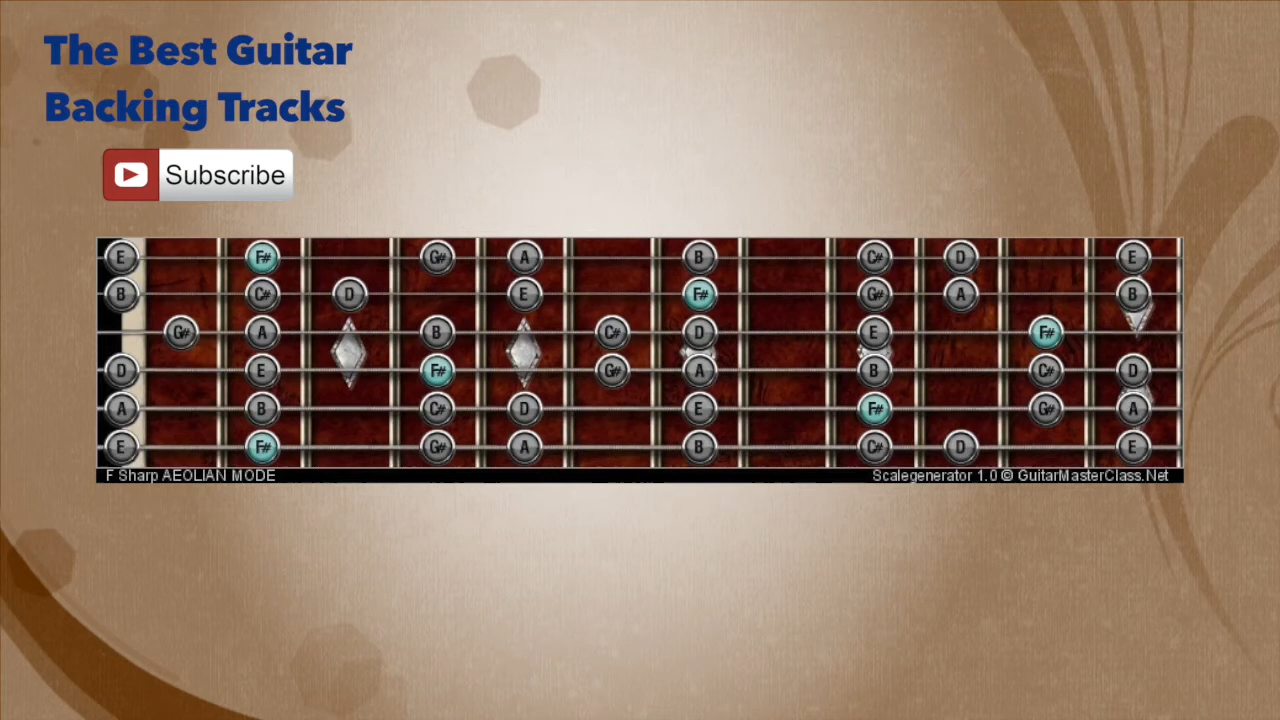 The Best Guitar
Backing Tracks
Subscribe
E F# G# A B C# D E
B C# D E F# G# A B
G# A B C# D E F#
D E F# G# A B C# D
A B C# D E F# G# A
E F# G# A B C# D E
F Sharp AEOLIAN MODE Scalegenerator 1.0 © GuitarMasterClass.Net